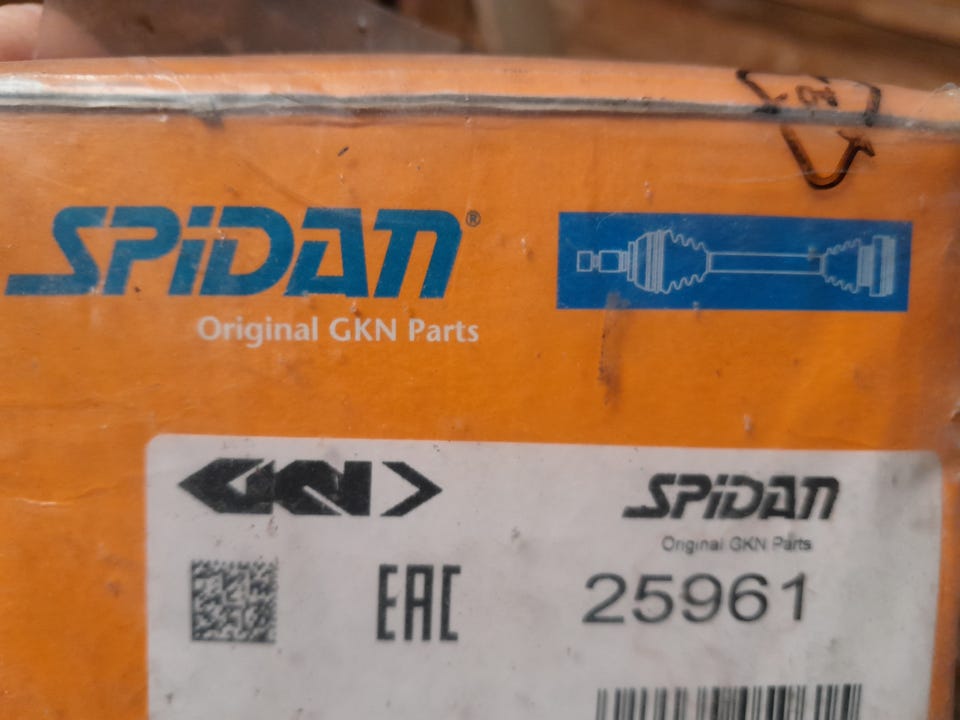 SPiDAN®
Original GKN Parts
GKN
SPiDAN
Original GKN Parts
EAC
25961